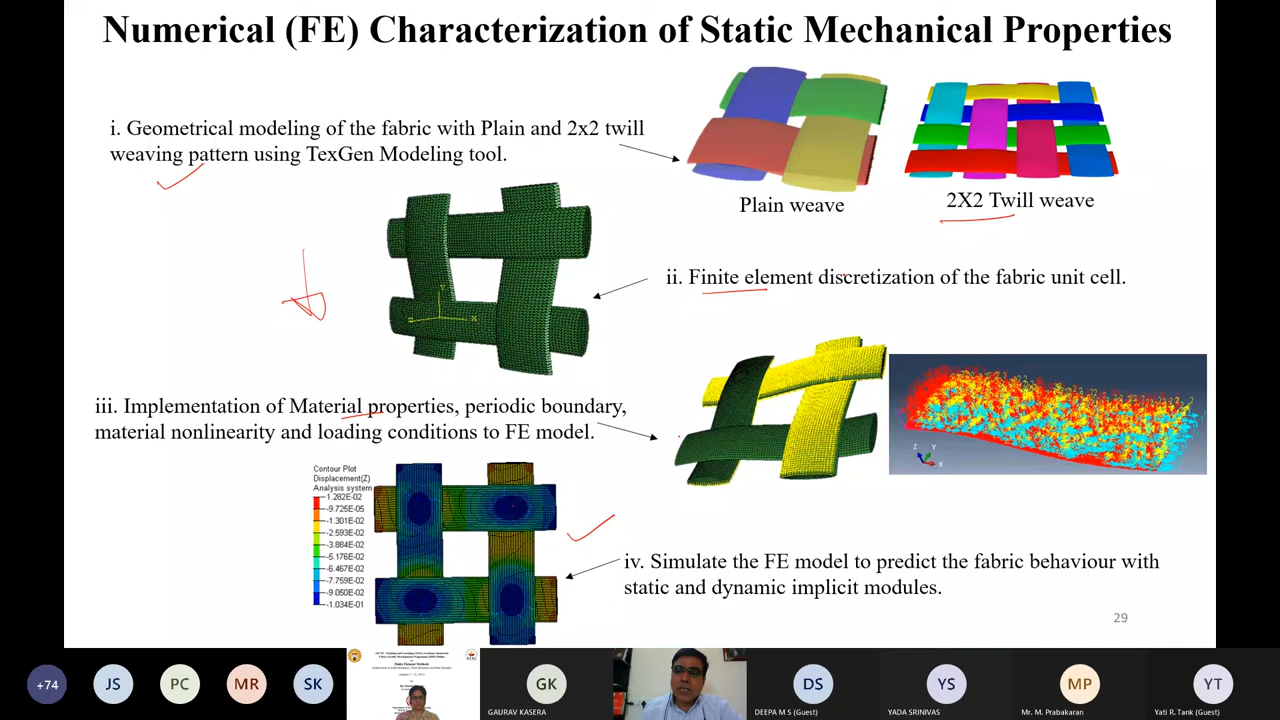 Numerical (FE) Characterization of Static Mechanical Properties
i. Geometrical modeling of the fabric with Plain and 2x2 twill
weaving pattern using TexGen Modeling tool.
Plain weave
2X2 Twill weave
ii. Finite element discretization of the fabric unit cell.
Y
Z
X
iii. Implementation of Material properties, periodic boundary,
material nonlinearity and loading conditions to FE model.
Z
Y
X
Contour Plot
Displacement(Z)
Analysis system
1.282E-02
-9.725E-05
-1.301E-02
-2.593E-02
-3.884E-02
-5.176E-02
-6.467E-02
-7.759E-02
-9.050E-02
-1.034E-01
iv. Simulate the FE model to predict the fabric behaviour with
static and dynamic implicit modules.
29
+74
JS
PC
MR
SK
Finite Element Methods
GK
GAURAV KASERA
DS
DEEPA M S (Guest)
YS
YADA SRINIVAS
MP
Mr. M. Prabakaran
YT
Yati R. Tank (Guest)